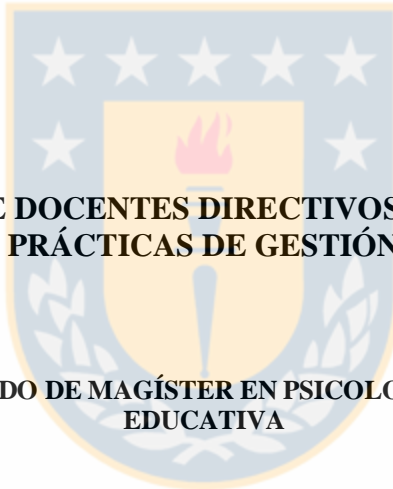 E DOCENTES DIRECTIVOS
PRÁCTICAS DE GESTIÓN
DO DE MAGÍSTER EN PSICOLO
EDUCATIVA